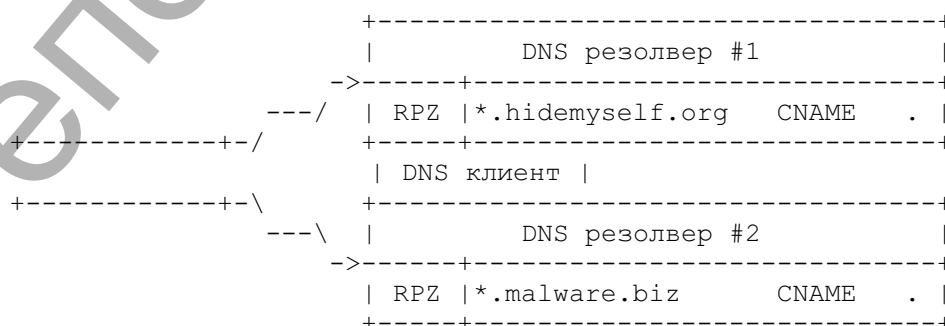 +-----------------------------------+
|          DNS резолвер #1          |
->------+-----------------------------+
---/ | RPZ |*.hidemyself.org   CNAME    . |
+------------+-/ +-----+-----------------------------+
| DNS клиент |
+------------+-\ +-----------------------------------+
---\ |          DNS резолвер #2          |
->------+-----------------------------+
| RPZ |*.malware.biz      CNAME    . |
+-----+-----------------------------+